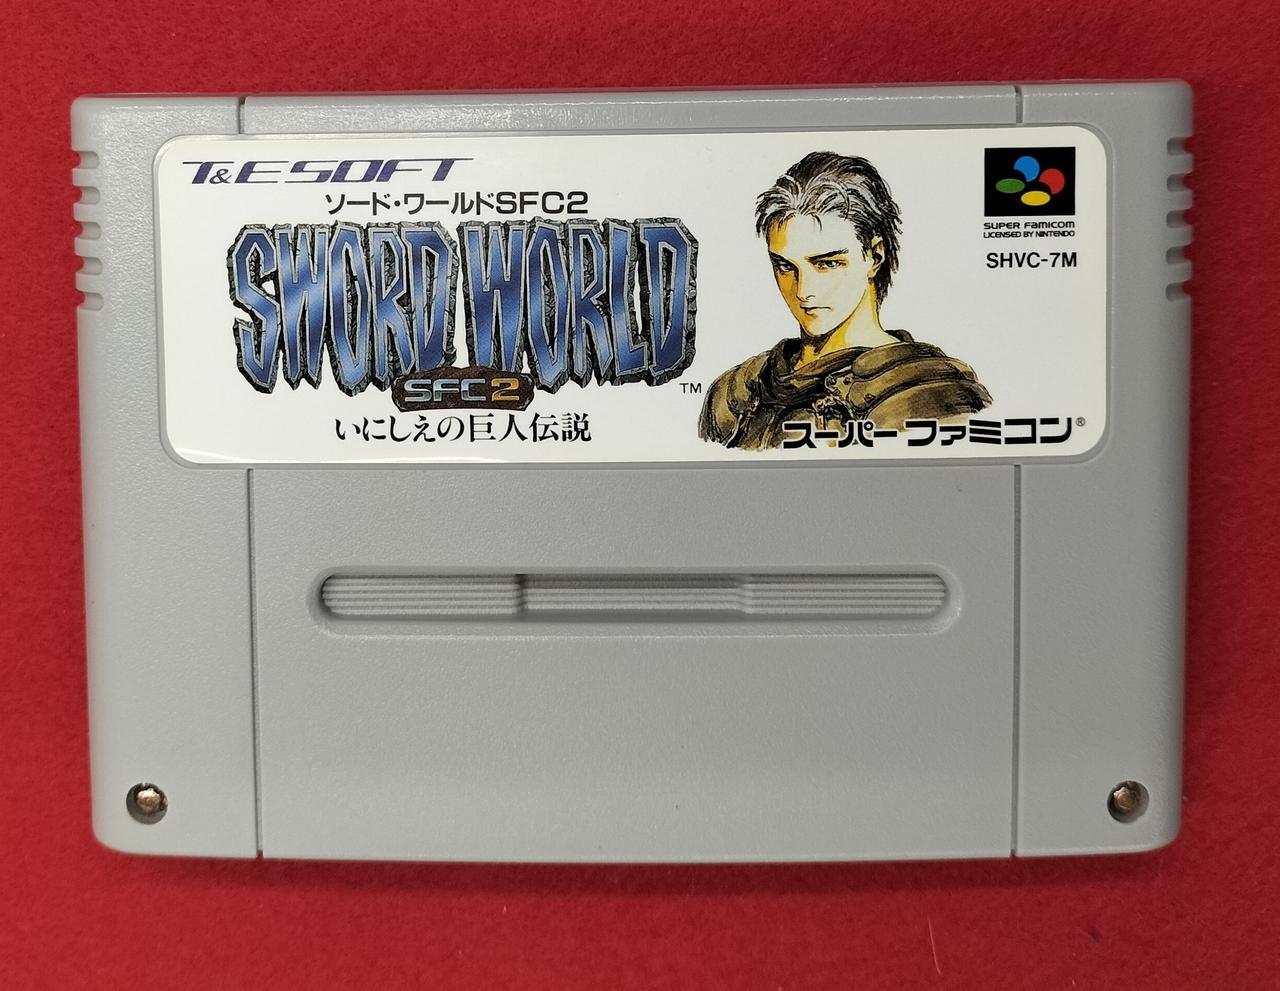 T&E SOFT
ソード・ワールドSFC2
SWORD WORLD
TM
SFC2
いにしえの巨人伝説
SUPER FAMICOM
LICENSED BY NINTENDO
SHVC-7M
スーパーファミコン®